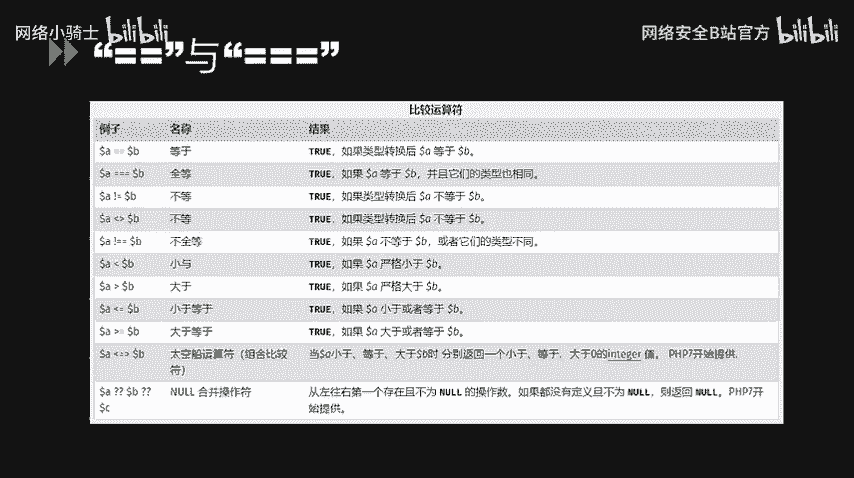 网络小骑士 bilibili
网络安全B站官方 bilibili
“==”与“===”
比较运算符
例子 名称 结果
$a == $b 等于 TRUE，如果类型转换后 $a 等于 $b。
$a === $b 全等 TRUE，如果 $a 等于 $b，并且它们的类型也相同。
$a != $b 不等 TRUE，如果类型转换后 $a 不等于 $b。
$a <> $b 不等 TRUE，如果类型转换后 $a 不等于 $b。
$a !== $b 不全等 TRUE，如果 $a 不等于 $b，或者它们的类型不同。
$a < $b 小与 TRUE，如果 $a 严格小于 $b。
$a > $b 大于 TRUE，如果 $a 严格大于 $b。
$a <= $b 小于等于 TRUE，如果 $a 小于或者等于 $b。
$a >= $b 大于等于 TRUE，如果 $a 大于或者等于 $b。
$a <=> $b 太空船运算符（组合比较 当$a小于、等于、大于$b时 分别返回一个小于、等于、大于0的integer 值。 PHP7开始提供.
符）
$a ?? $b ?? NULL 合并操作符 从左往右第一个存在且不为 NULL 的操作数。如果都没有定义且不为 NULL，则返回 NULL。PHP7开
$c 始提供。